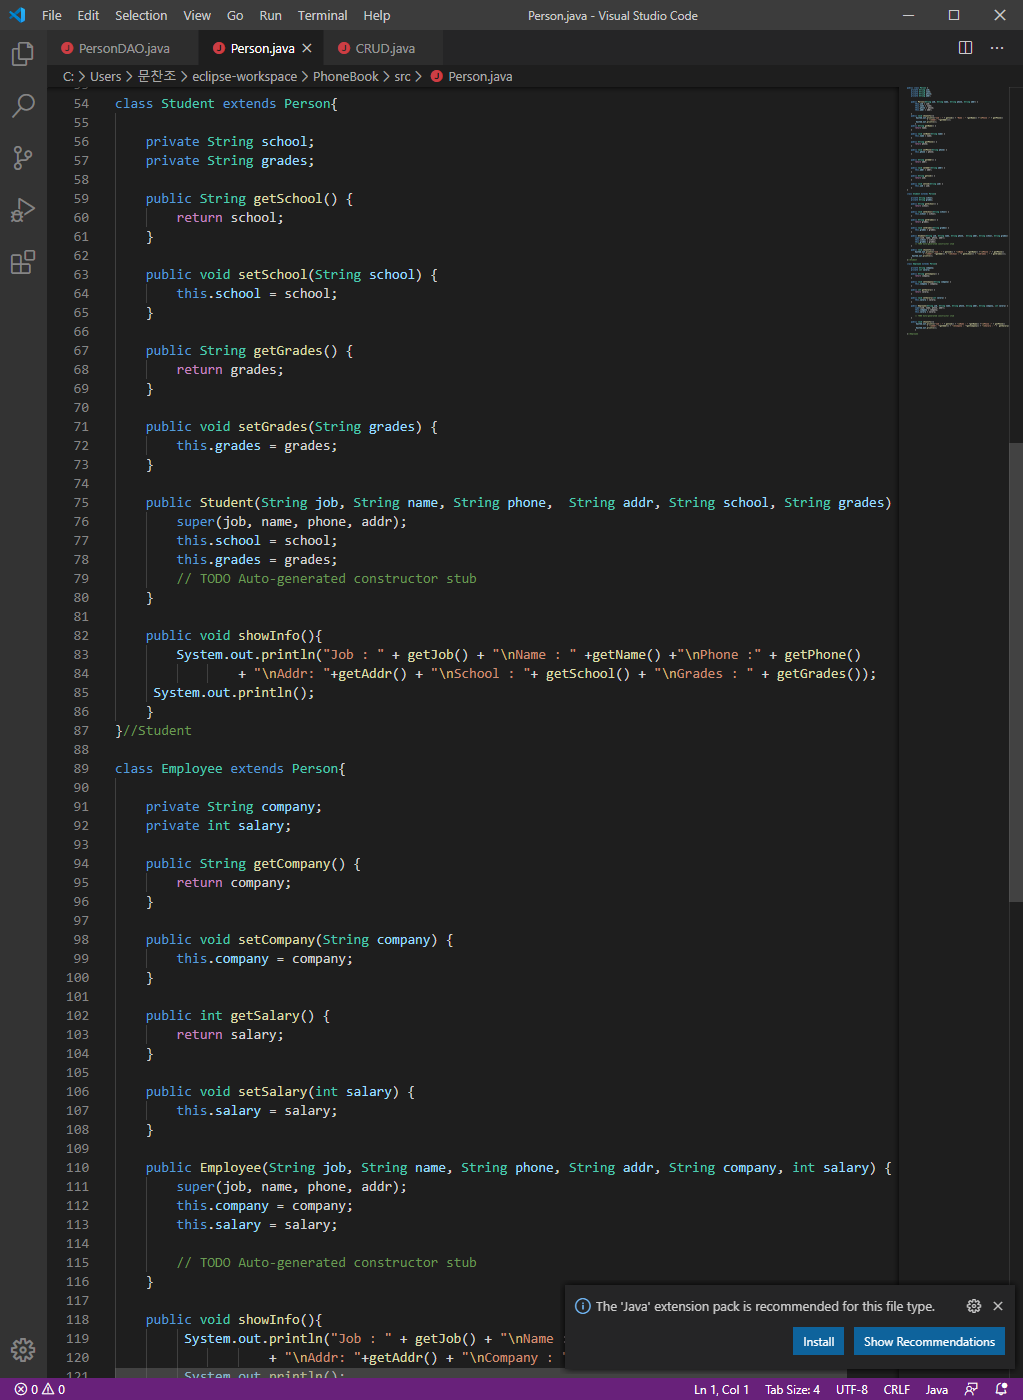 File Edit Selection View Go Run Terminal Help Person.java - Visual Studio Code
PersonDAO.java Person.java CRUD.java
C: > Users > 문찬조 > eclipse-workspace > PhoneBook > src > Person.java
54 class Student extends Person{
55
56 private String school;
57 private String grades;
58
59 public String getSchool() {
60 return school;
61 }
62
63 public void setSchool(String school) {
64 this.school = school;
65 }
66
67 public String getGrades() {
68 return grades;
69 }
70
71 public void setGrades(String grades) {
72 this.grades = grades;
73 }
74
75 public Student(String job, String name, String phone,  String addr, String school, String grades)
76 super(job, name, phone, addr);
77 this.school = school;
78 this.grades = grades;
79 // TODO Auto-generated constructor stub
80 }
81
82 public void showInfo(){
83 System.out.println("Job : " + getJob() + "\nName : " +getName() +"\nPhone :" + getPhone()
84 + "\nAddr: "+getAddr() + "\nSchool : "+ getSchool() + "\nGrades : " + getGrades());
85 System.out.println();
86 }
87 }//Student
88
89 class Employee extends Person{
90
91 private String company;
92 private int salary;
93
94 public String getCompany() {
95 return company;
96 }
97
98 public void setCompany(String company) {
99 this.company = company;
100 }
101
102 public int getSalary() {
103 return salary;
104 }
105
106 public void setSalary(int salary) {
107 this.salary = salary;
108 }
109
110 public Employee(String job, String name, String phone, String addr, String company, int salary) {
111 super(job, name, phone, addr);
112 this.company = company;
113 this.salary = salary;
114
115 // TODO Auto-generated constructor stub
116 }
117
118 public void showInfo(){
119 System.out.println("Job : " + getJob() + "\nName :
120 + "\nAddr: "+getAddr() + "\nCompany : "
121 System.out.println();
The 'Java' extension pack is recommended for this file type.
Install Show Recommendations
0 0 Ln 1, Col 1 Tab Size: 4 UTF-8 CRLF Java